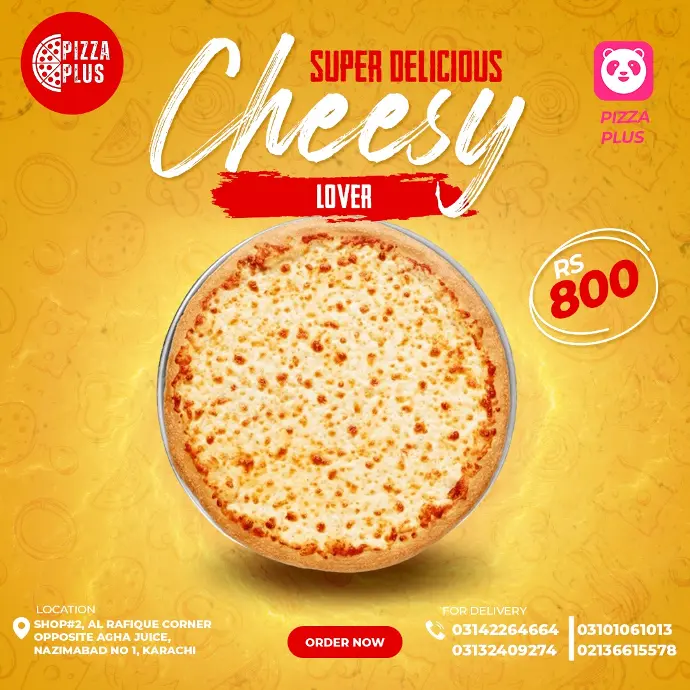 PIZZA
PLUS
SUPER DELICIOUS
Cheesy
LOVER
PIZZA
PLUS
RS
800
LOCATION
SHOP#2, AL RAFIQUE CORNER
OPPOSITE AGHA JUICE,
NAZIMABAD NO 1, KARACHI
ORDER NOW
FOR DELIVERY
03142264664 03101061013
03132409274 02136615578